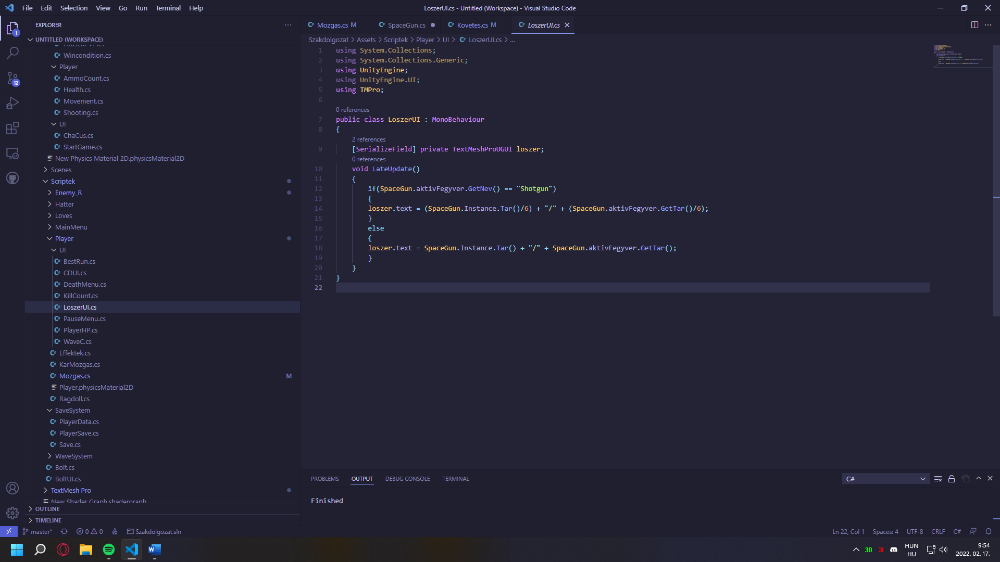 File Edit Selection View Go Run Terminal Help
LoszerUI.cs - Untitled (Workspace) - Visual Studio Code
EXPLORER
UNTITLED (WORKSPACE)
Wincondition.cs
Player
AmmoCount.cs
Health.cs
Movement.cs
Shooting.cs
UI
ChaCus.cs
StartGame.cs
New Physics Material 2D.physicsMaterial2D
Scenes
Scriptek
Enemy_R
Hatter
Loves
MainMenu
Player
UI
BestRun.cs
CDUI.cs
DeathMenu.cs
KillCount.cs
LoszerUI.cs
PauseMenu.cs
PlayerHP.cs
WaveC.cs
Effektek.cs
KarMozgas.cs
Mozgas.cs M
Player.physicsMaterial2D
Ragdoll.cs
SaveSystem
PlayerData.cs
PlayerSave.cs
Save.cs
WaveSystem
Bolt.cs
BoltUI.cs
TextMesh Pro
New Shader Graph.shadergraph
OUTLINE
TIMELINE
1
12
Mozgas.cs M
SpaceGun.cs
Kovetes.cs M
LoszerUI.cs
Szakdolgozat > Assets > Scriptek > Player > UI > LoszerUI.cs > ...
1 using System.Collections;
2 using System.Collections.Generic;
3 using UnityEngine;
4 using UnityEngine.UI;
5 using TMPro;
6
0 references
7 public class LoszerUI : MonoBehaviour
8 {
2 references
9 [SerializeField] private TextMeshProUGUI loszer;
0 references
10 void LateUpdate()
11 {
12 if(SpaceGun.aktivFegyver.GetNev() == "Shotgun")
13 {
14 loszer.text = (SpaceGun.Instance.Tar()/6) + "/" + (SpaceGun.aktivFegyver.GetTar()/6);
15 }
16 else
17 {
18 loszer.text = SpaceGun.Instance.Tar() + "/" + SpaceGun.aktivFegyver.GetTar();
19 }
20 }
21 }
22
PROBLEMS OUTPUT DEBUG CONSOLE TERMINAL
C#
Finished
master* 0 0 Szakdolgozat.sln
Ln 22, Col 1 Spaces: 4 UTF-8 CRLF C#
30
HUN
HU
9:54
2022. 02. 17.